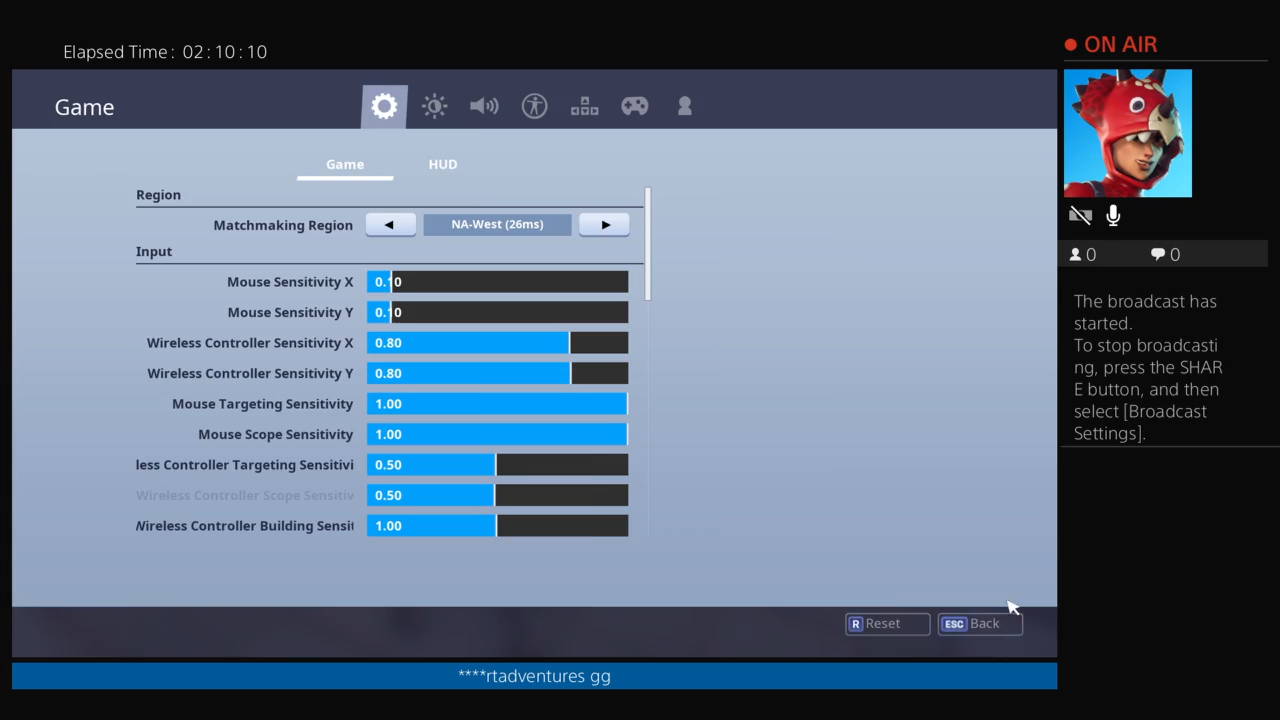 Elapsed Time: 02:10:10
ON AIR
Game
Game HUD
Region
Matchmaking Region ◄ NA-West (26ms) ►
Input
Mouse Sensitivity X 0.10
Mouse Sensitivity Y 0.10
Wireless Controller Sensitivity X 0.80
Wireless Controller Sensitivity Y 0.80
Mouse Targeting Sensitivity 1.00
Mouse Scope Sensitivity 1.00
less Controller Targeting Sensitivi 0.50
Wireless Controller Scope Sensitiv 0.50
Wireless Controller Building Sensit 1.00
R Reset ESC Back
****rtadventures gg
0 0
The broadcast has
started.
To stop broadcasti
ng, press the SHAR
E button, and then
select [Broadcast
Settings].